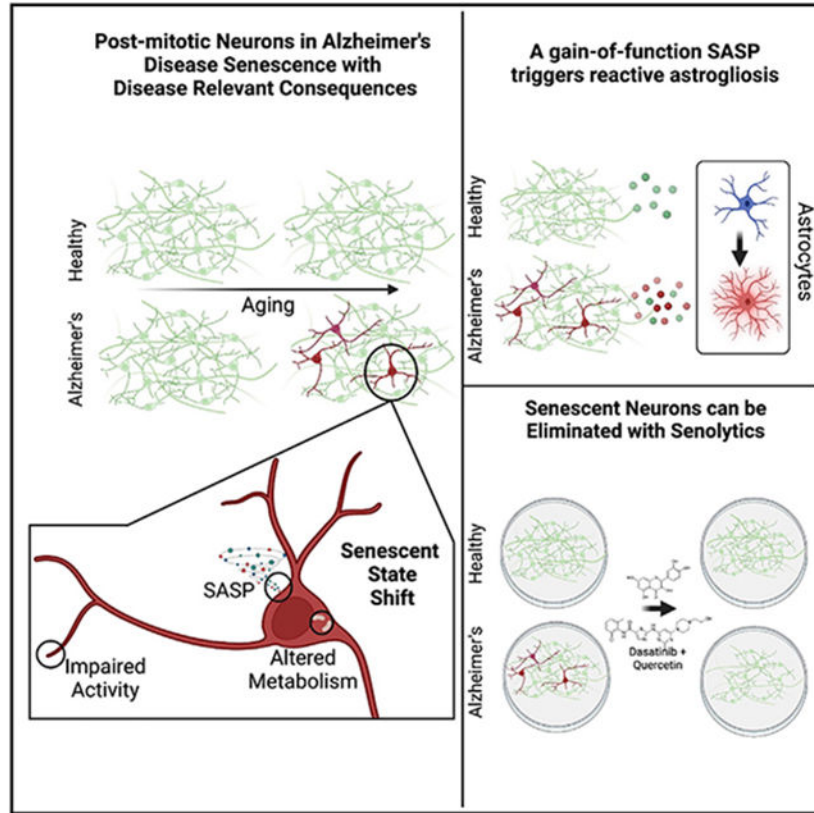 Post-mitotic Neurons in Alzheimer's
Disease Senescence with
Disease Relevant Consequences
Healthy
Aging
Alzheimer's
SASP
Senescent
State
Shift
Impaired
Activity
Altered
Metabolism
A gain-of-function SASP
triggers reactive astrogliosis
Healthy
Alzheimer's
Astrocytes
Senescent Neurons can be
Eliminated with Senolytics
Healthy
Alzheimer's
Dasatinib +
Quercetin